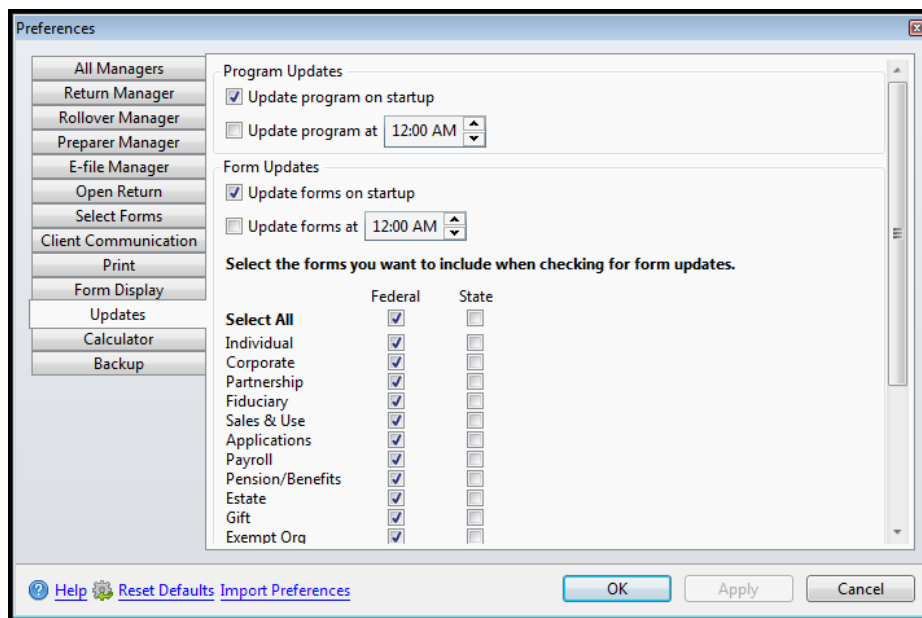 Preferences
All Managers
Return Manager
Rollover Manager
Preparer Manager
E-file Manager
Open Return
Select Forms
Client Communication
Print
Form Display
Updates
Calculator
Backup
Program Updates
Update program on startup
Update program at 12:00 AM
Form Updates
Update forms on startup
Update forms at 12:00 AM
Select the forms you want to include when checking for form updates.
Federal State
Select All
Individual
Corporate
Partnership
Fiduciary
Sales & Use
Applications
Payroll
Pension/Benefits
Estate
Gift
Exempt Org
Help Reset Defaults Import Preferences OK Apply Cancel